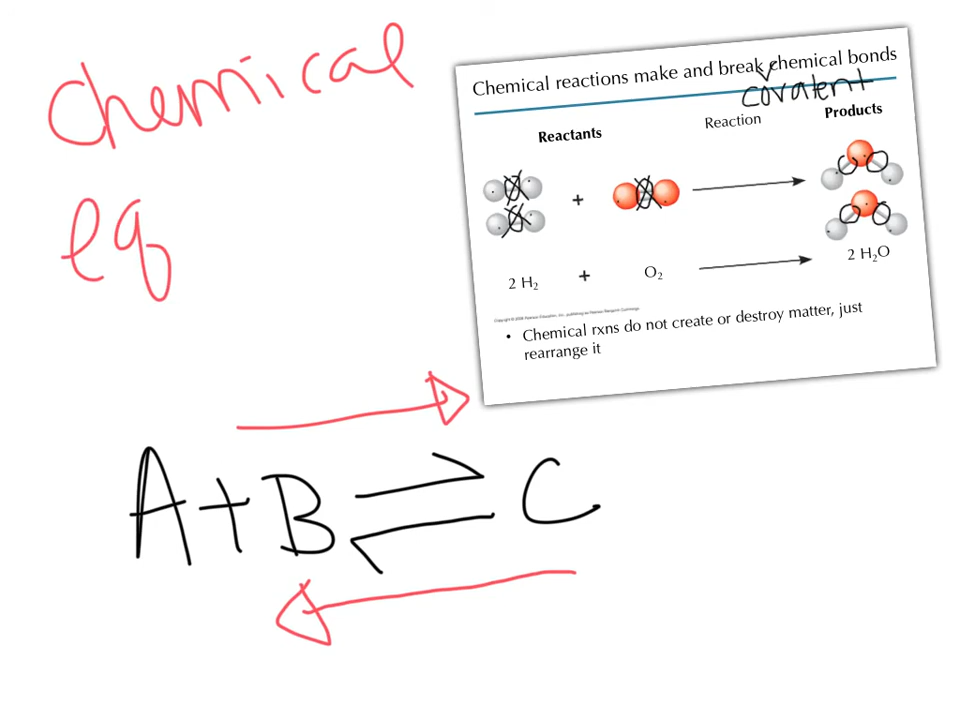 Chemical
eq
Chemical reactions make and break chemical bonds
covalent
Reactants
Reaction
Products
+
2 H₂ + O₂ 2 H₂O
• Chemical rxns do not create or destroy matter, just
rearrange it
A + B ⇌ C